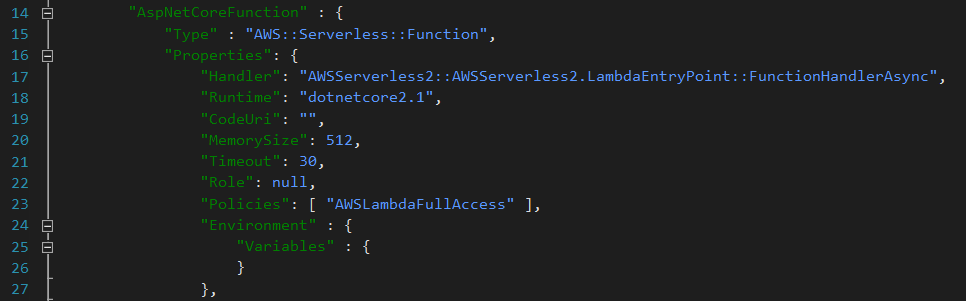 14 "AspNetCoreFunction" : {
15 "Type" : "AWS::Serverless::Function",
16 "Properties": {
17 "Handler": "AWSServerless2::AWSServerless2.LambdaEntryPoint::FunctionHandlerAsync",
18 "Runtime": "dotnetcore2.1",
19 "CodeUri": "",
20 "MemorySize": 512,
21 "Timeout": 30,
22 "Role": null,
23 "Policies": [ "AWSLambdaFullAccess" ],
24 "Environment" : {
25 "Variables" : {
26 }
27 },